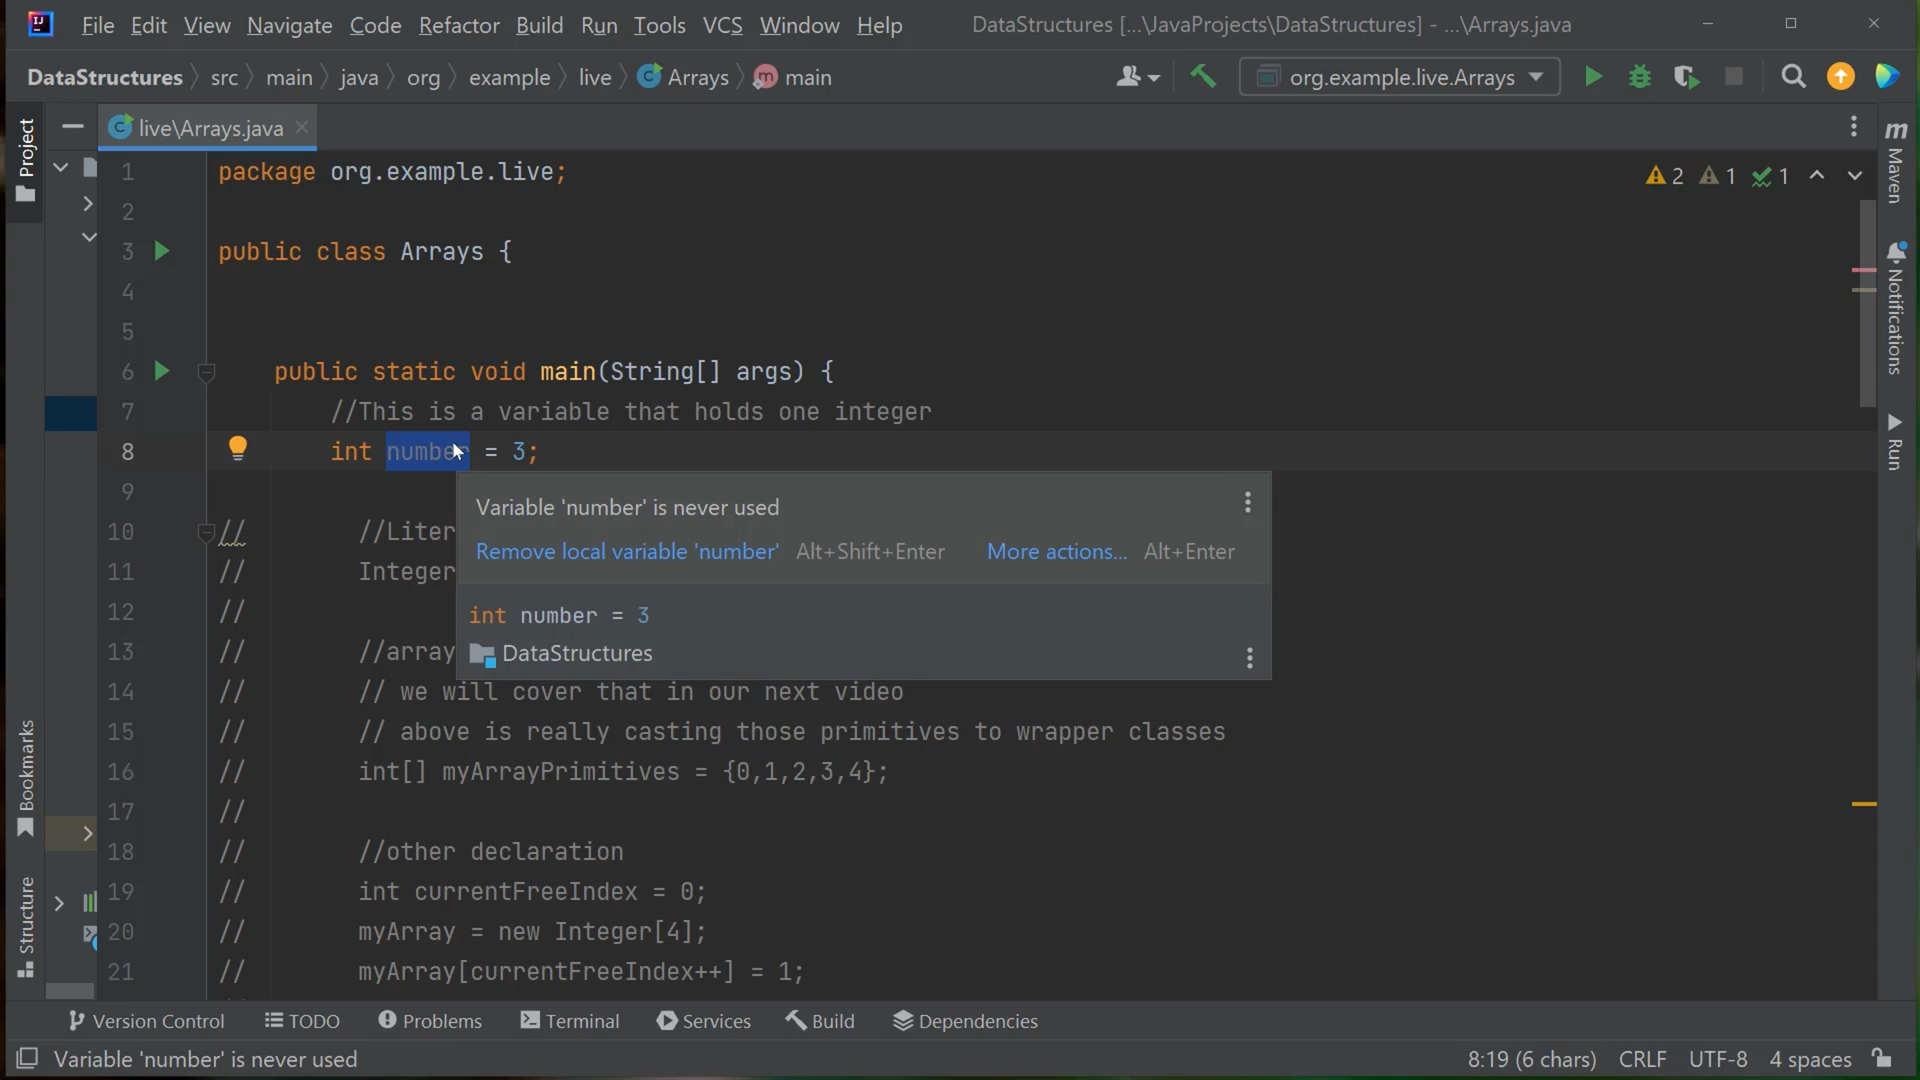 File Edit View Navigate Code Refactor Build Run Tools VCS Window Help DataStructures [...\JavaProjects\DataStructures] - ...\Arrays.java
DataStructures src main java org example live Arrays main org.example.live.Arrays
live\Arrays.java
Project
Bookmarks
Structure
Maven
Notifications
Run
2 1 1
1 package org.example.live;
2
3 public class Arrays {
4
5
6 public static void main(String[] args) {
7 //This is a variable that holds one integer
8 int number = 3;
9
10 // //Liter
11 // Integer
12 //
13 // //array
14 // // we will cover that in our next video
15 // // above is really casting those primitives to wrapper classes
16 // int[] myArrayPrimitives = {0,1,2,3,4};
17 //
18 // //other declaration
19 // int currentFreeIndex = 0;
20 // myArray = new Integer[4];
21 // myArray[currentFreeIndex++] = 1;
Variable 'number' is never used
Remove local variable 'number' Alt+Shift+Enter More actions... Alt+Enter
int number = 3
DataStructures
Version Control TODO Problems Terminal Services Build Dependencies
Variable 'number' is never used 8:19 (6 chars) CRLF UTF-8 4 spaces